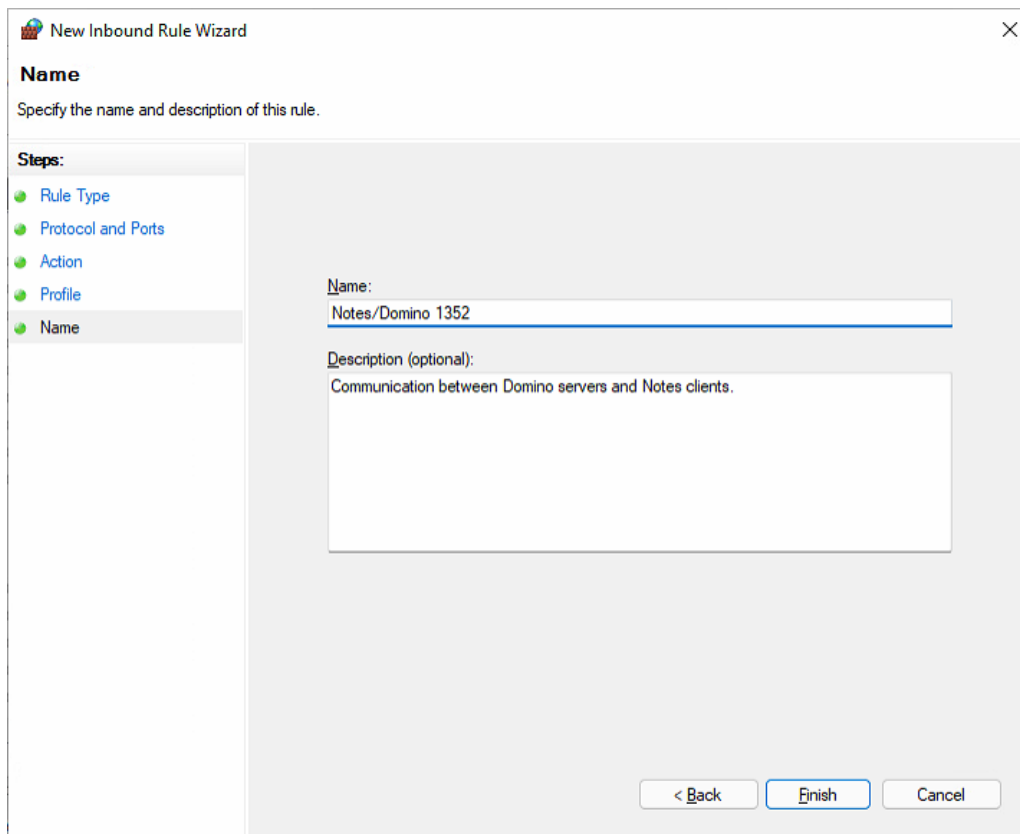 New Inbound Rule Wizard
Name
Specify the name and description of this rule.
Steps:
Rule Type
Protocol and Ports
Action
Profile
Name
Name:
Notes/Domino 1352
Description (optional):
Communication between Domino servers and Notes clients.
< Back
Finish
Cancel